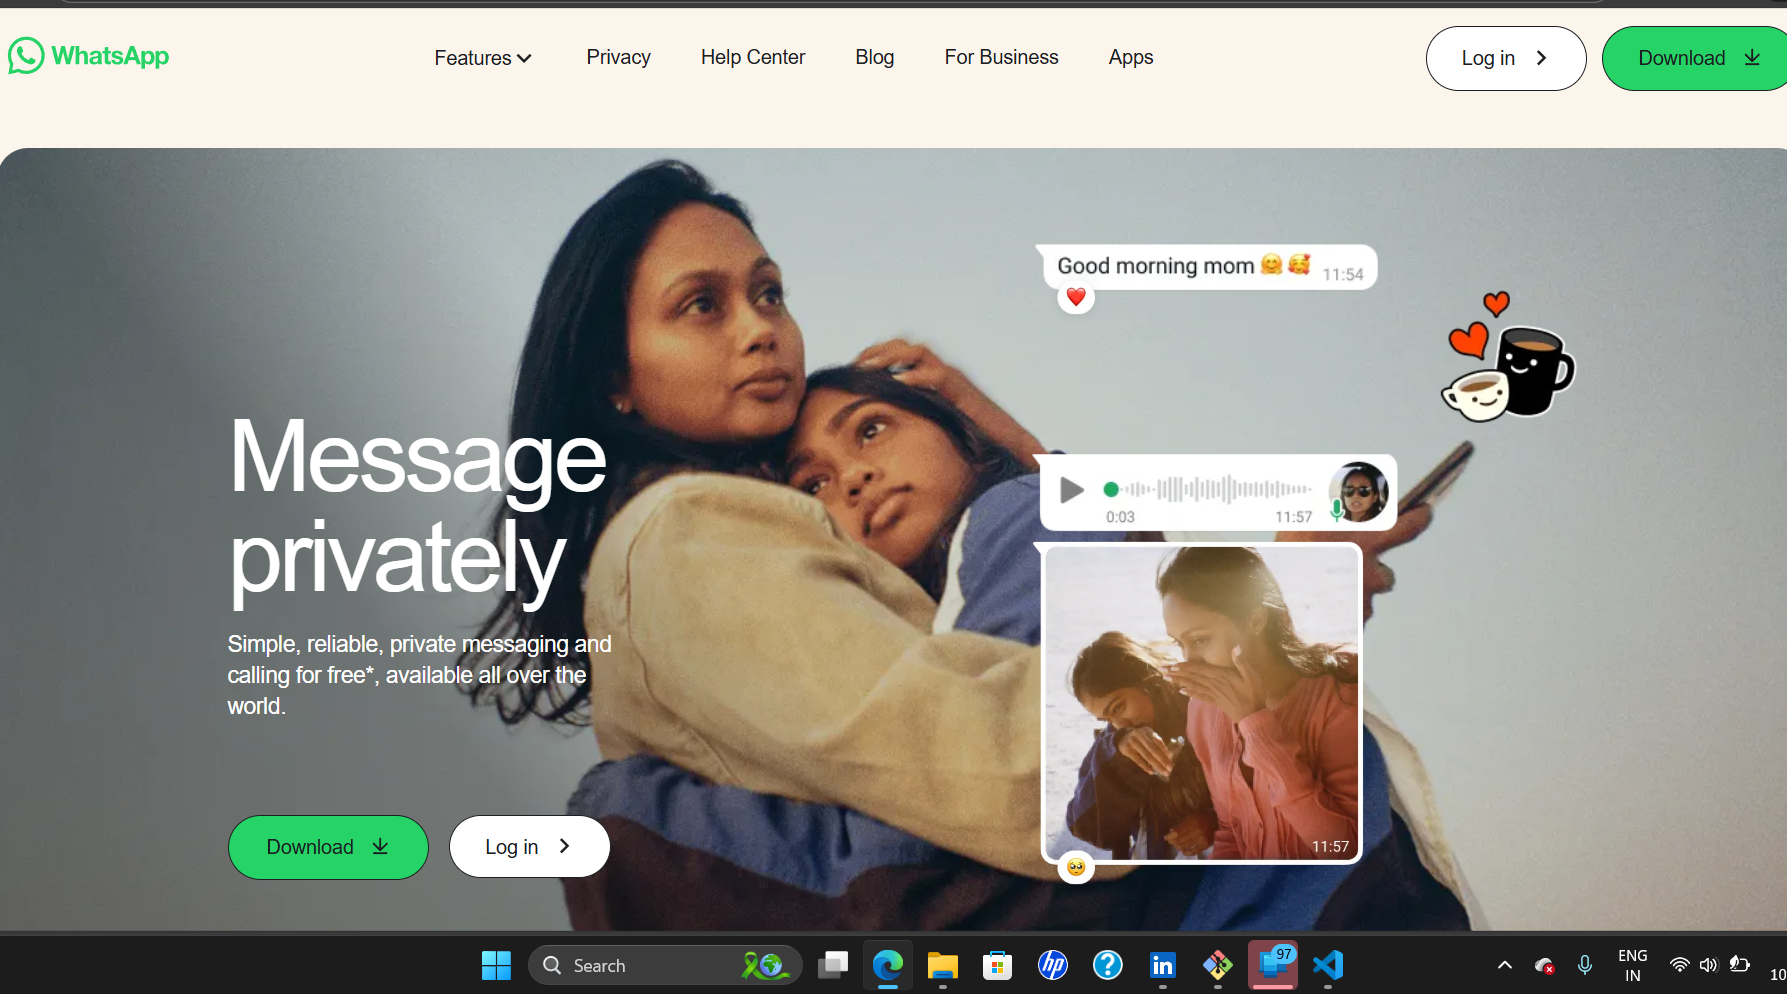 WhatsApp
Features
Privacy
Help Center
Blog
For Business
Apps
Log in
Download
Good morning mom 🤗 🥰 11:54
Message
privately
0:03 11:57
Simple, reliable, private messaging and
calling for free*, available all over the
world.
11:57
Download
Log in
Search
hp
?
in
97
ENG
IN
10